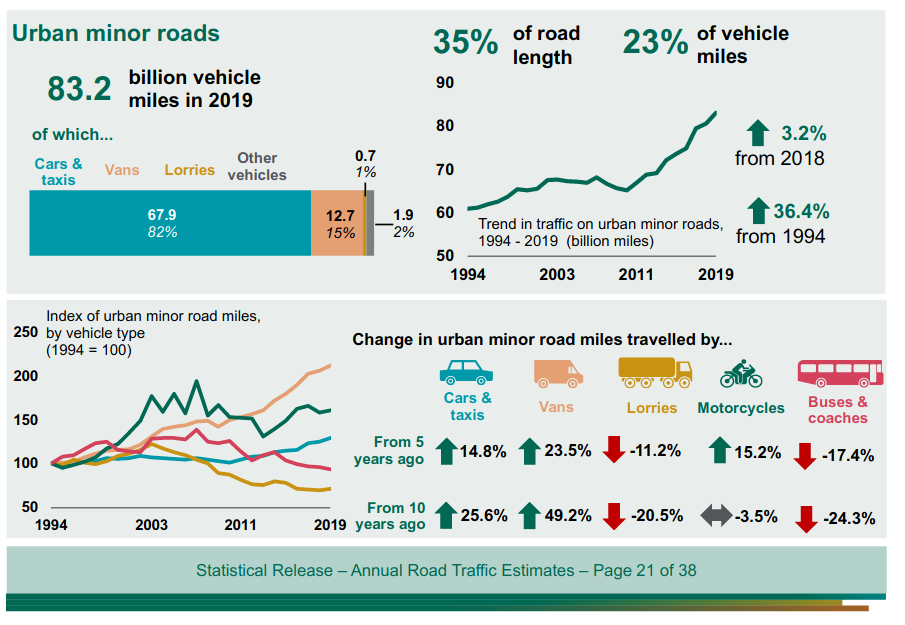 Urban minor roads
83.2 billion vehicle
miles in 2019
of which...
Cars &
taxis
Vans
Lorries
Other
vehicles
0.7
1%
67.9
82%
12.7
15%
1.9
2%
35% of road
length
23% of vehicle
miles
90
80
70
60
50
Trend in traffic on urban minor roads,
1994 - 2019 (billion miles)
1994 2003 2011 2019
3.2%
from 2018
36.4%
from 1994
Index of urban minor road miles,
by vehicle type
(1994 = 100)
250
200
150
100
50
1994 2003 2011 2019
Change in urban minor road miles travelled by...
Cars &
taxis
Vans
Lorries
Motorcycles
Buses &
coaches
From 5
years ago
14.8% 23.5% -11.2% 15.2% -17.4%
From 10
years ago
25.6% 49.2% -20.5% -3.5% -24.3%
Statistical Release – Annual Road Traffic Estimates – Page 21 of 38